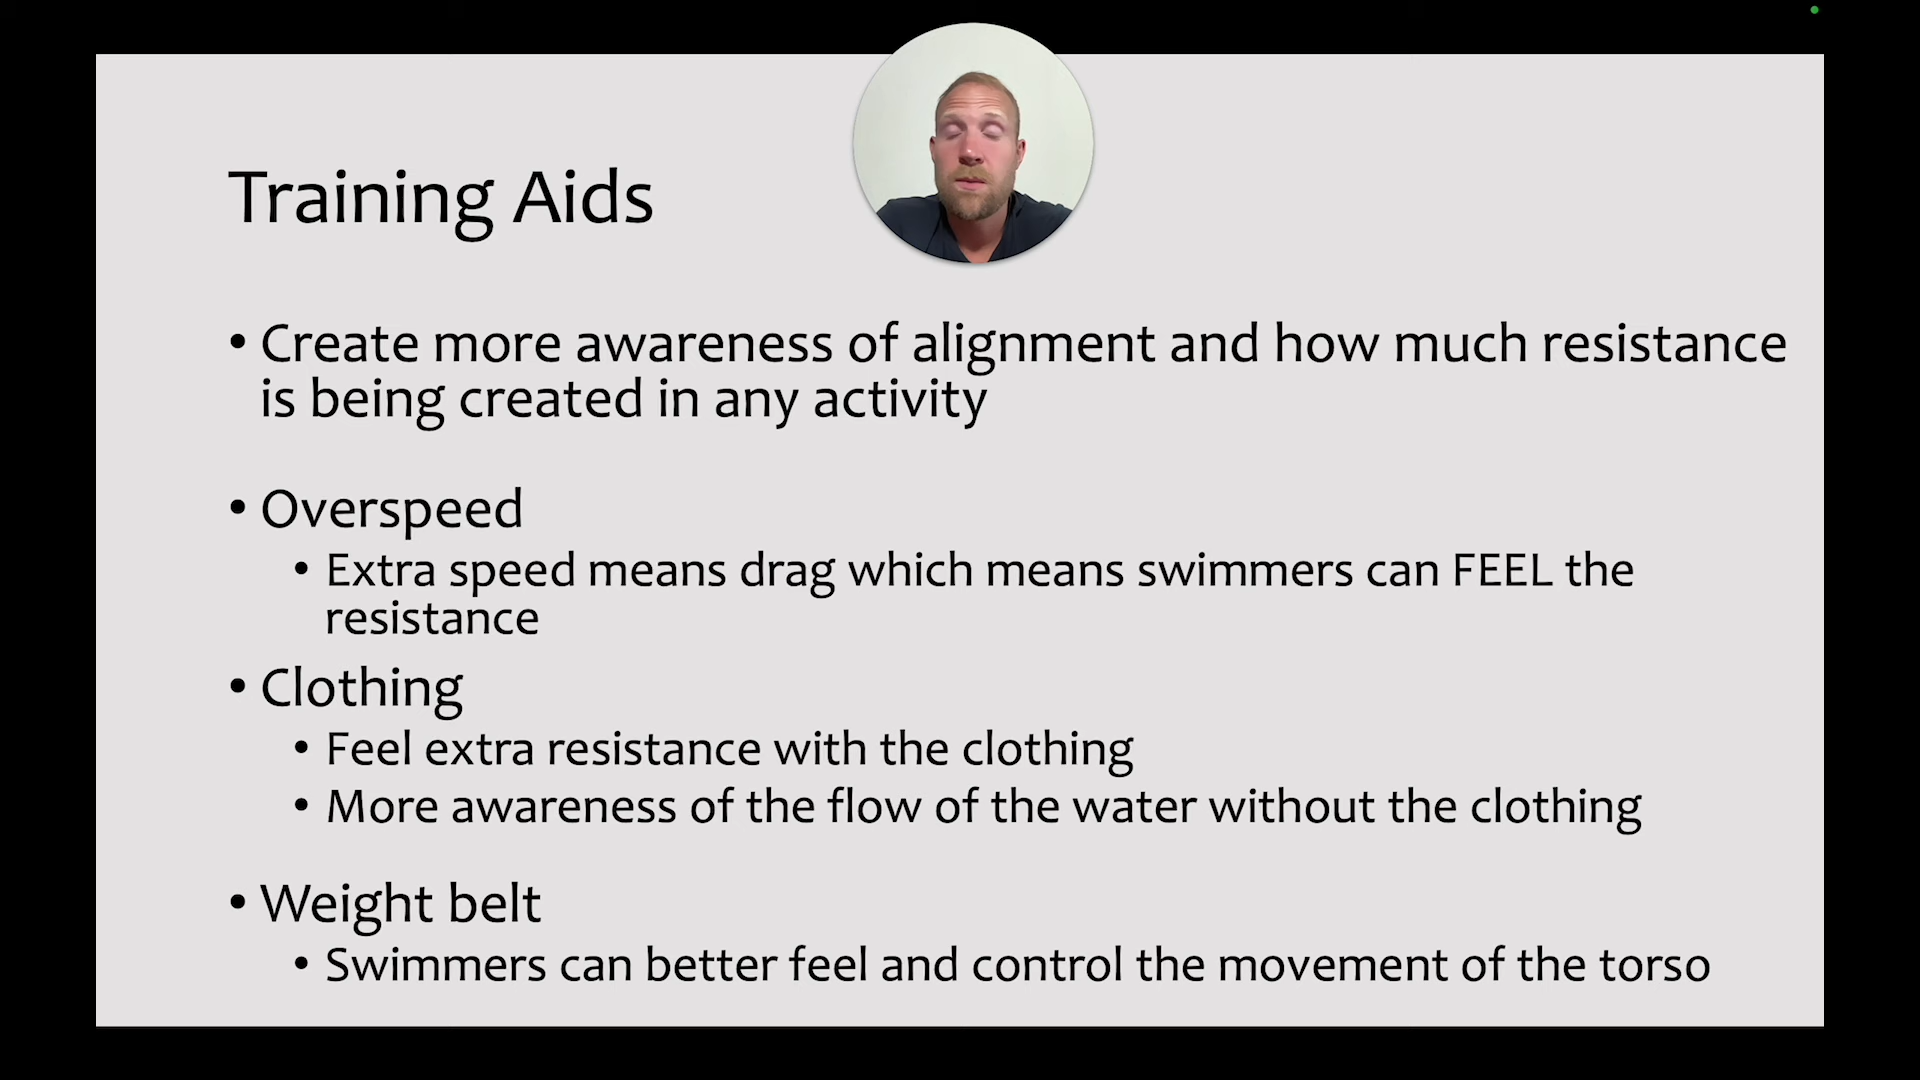 Training Aids
• Create more awareness of alignment and how much resistance
is being created in any activity
• Overspeed
• Extra speed means drag which means swimmers can FEEL the
resistance
• Clothing
• Feel extra resistance with the clothing
• More awareness of the flow of the water without the clothing
• Weight belt
• Swimmers can better feel and control the movement of the torso